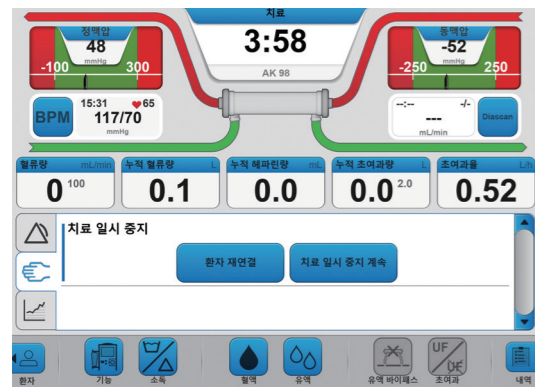 치료
정맥압
48
mmHg
-100 300
3:58
AK 98
동맥압
-52
mmHg
-250 250
BPM
15:31 65
117/70
mmHg
--:-- -/-
---
mL/min
Diascan
혈류량 mL/min
0 100
누적 혈류량 L
0.1
누적 헤파린량 mL
0.0
누적 초여과량 L
0.0 2.0
초여과율 L/h
0.52
치료 일시 중지
환자 재연결
치료 일시 중지 계속
환자
기능
소독
혈액
유액
유액 바이패스
UF
UF
초여과
내역